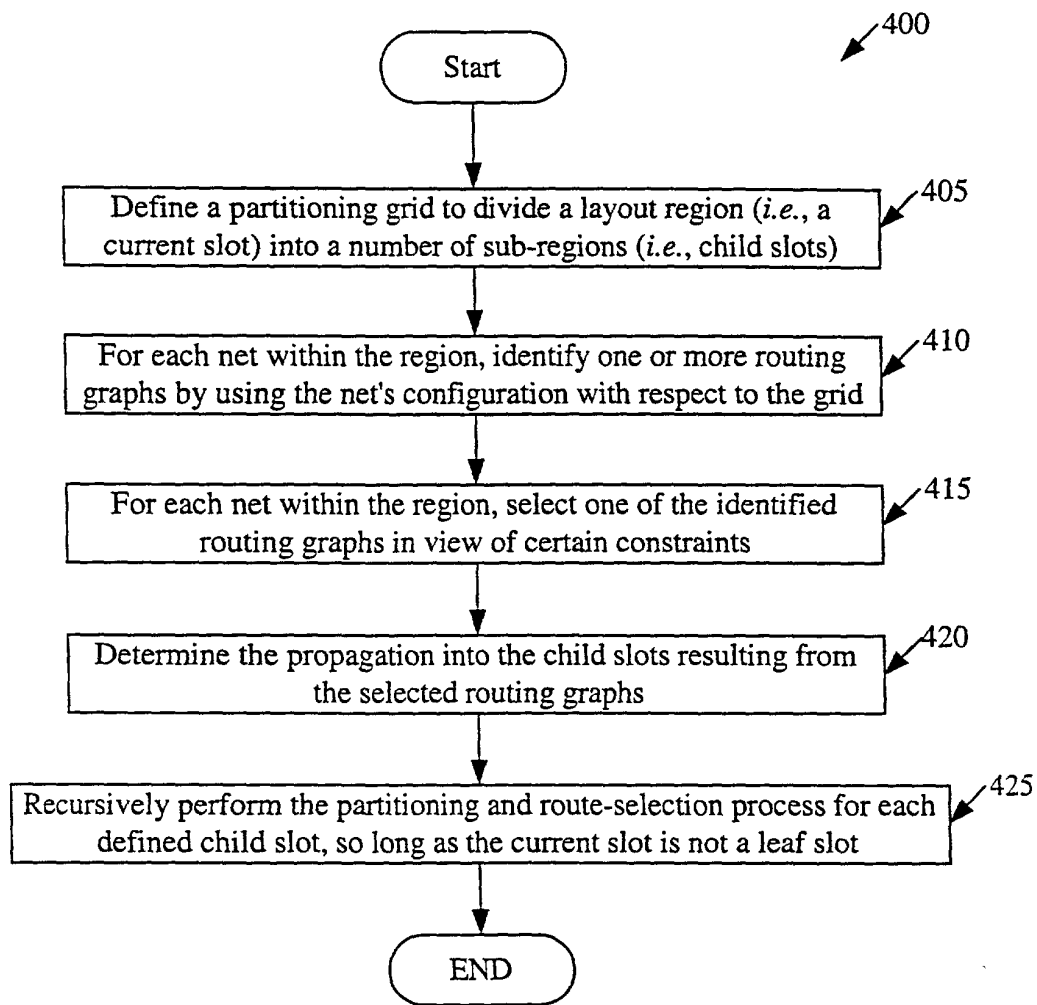 400
Start
405
Define a partitioning grid to divide a layout region (i.e., a
current slot) into a number of sub-regions (i.e., child slots)
410
For each net within the region, identify one or more routing
graphs by using the net's configuration with respect to the grid
415
For each net within the region, select one of the identified
routing graphs in view of certain constraints
420
Determine the propagation into the child slots resulting from
the selected routing graphs
425
Recursively perform the partitioning and route-selection process for each
defined child slot, so long as the current slot is not a leaf slot
END